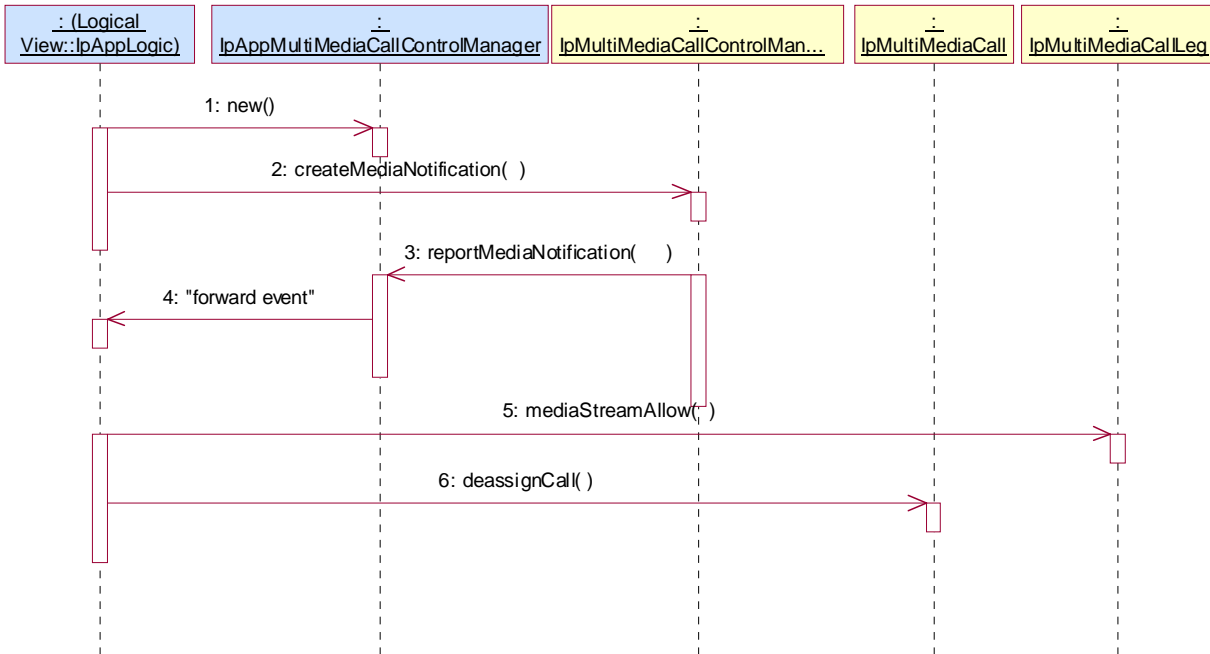 : (Logical
View::IpAppLogic)
:
IpAppMultiMediaCallControlManager
:
IpMultiMediaCallControlMan...
:
IpMultiMediaCall
:
IpMultiMediaCallLeg
1: new()
2: createMediaNotification( )
3: reportMediaNotification( )
4: "forward event"
5: mediaStreamAllow( )
6: deassignCall( )